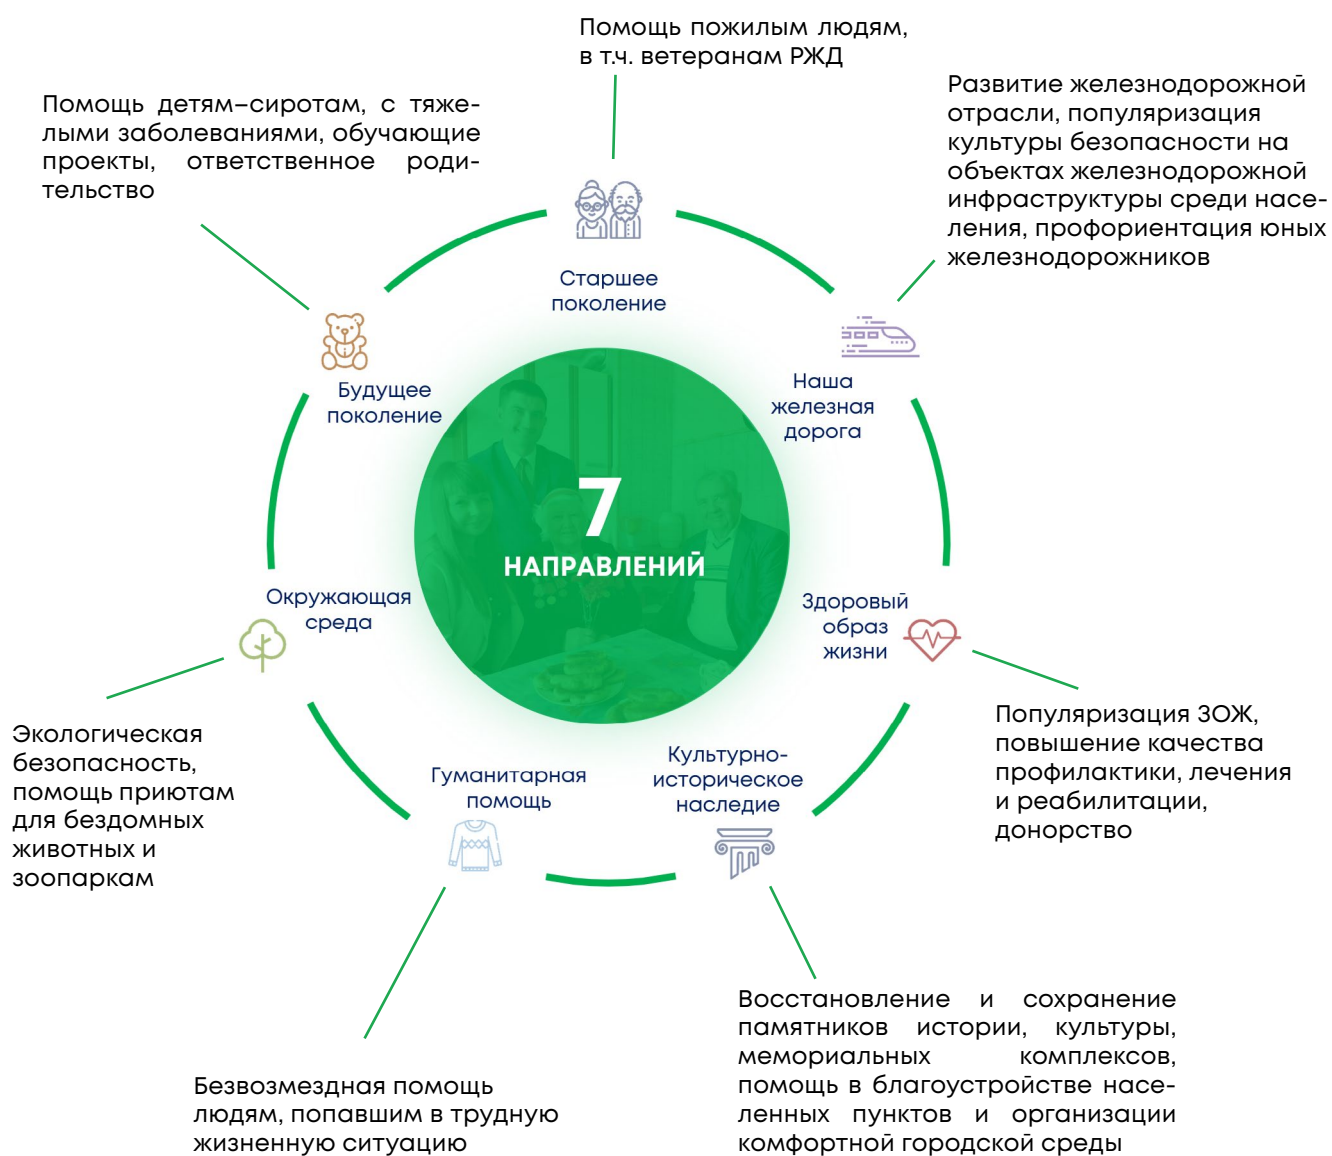 Помощь пожилым людям,
в т.ч. ветеранам РЖД
Развитие железнодорожной
отрасли, популяризация
культуры безопасности на
объектах железнодорожной
инфраструктуры среди насе-
ления, профориентация юных
железнодорожников
Помощь детям-сиротам, с тяже-
лыми заболеваниями, обучающие
проекты, ответственное роди-
тельство
Старшее
поколение
Наша
железная
дорога
Будущее
поколение
7
НАПРАВЛЕНИЙ
Окружающая
среда
Здоровый
образ
жизни
Популяризация ЗОЖ,
повышение качества
профилактики, лечения
и реабилитации,
донорство
Экологическая
безопасность,
помощь приютам
для бездомных
животных и
зоопаркам
Гуманитарная
помощь
Культурно-
историческое
наследие
Восстановление и сохранение
памятников истории, культуры,
мемориальных комплексов,
помощь в благоустройстве насе-
ленных пунктов и организации
комфортной городской среды
Безвозмездная помощь
людям, попавшим в трудную
жизненную ситуацию